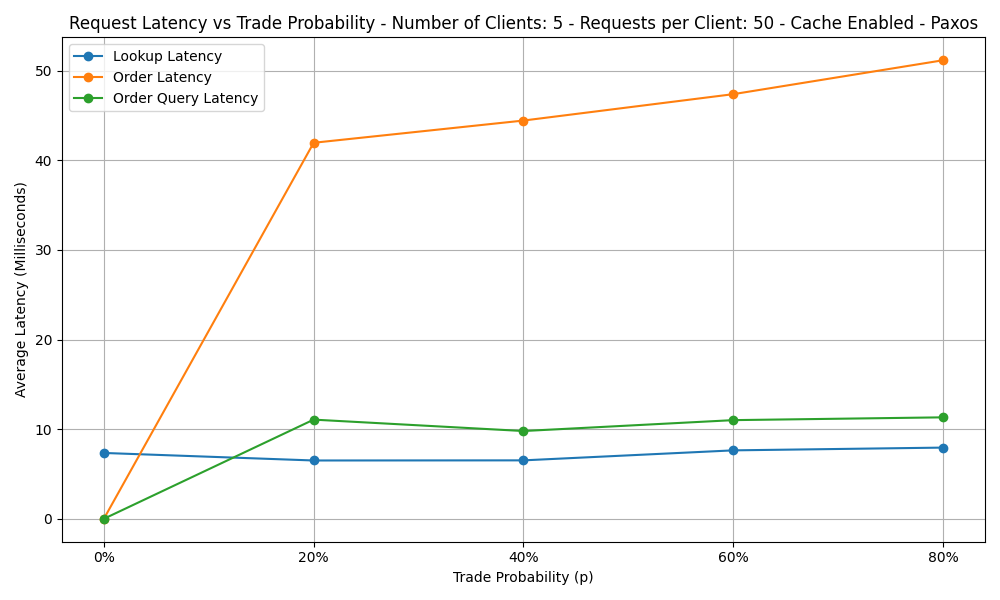 Request Latency vs Trade Probability - Number of Clients: 5 - Requests per Client: 50 - Cache Enabled - Paxos
Lookup Latency
Order Latency
Order Query Latency
Average Latency (Milliseconds)
50
40
30
20
10
0
0% 20% 40% 60% 80%
Trade Probability (p)